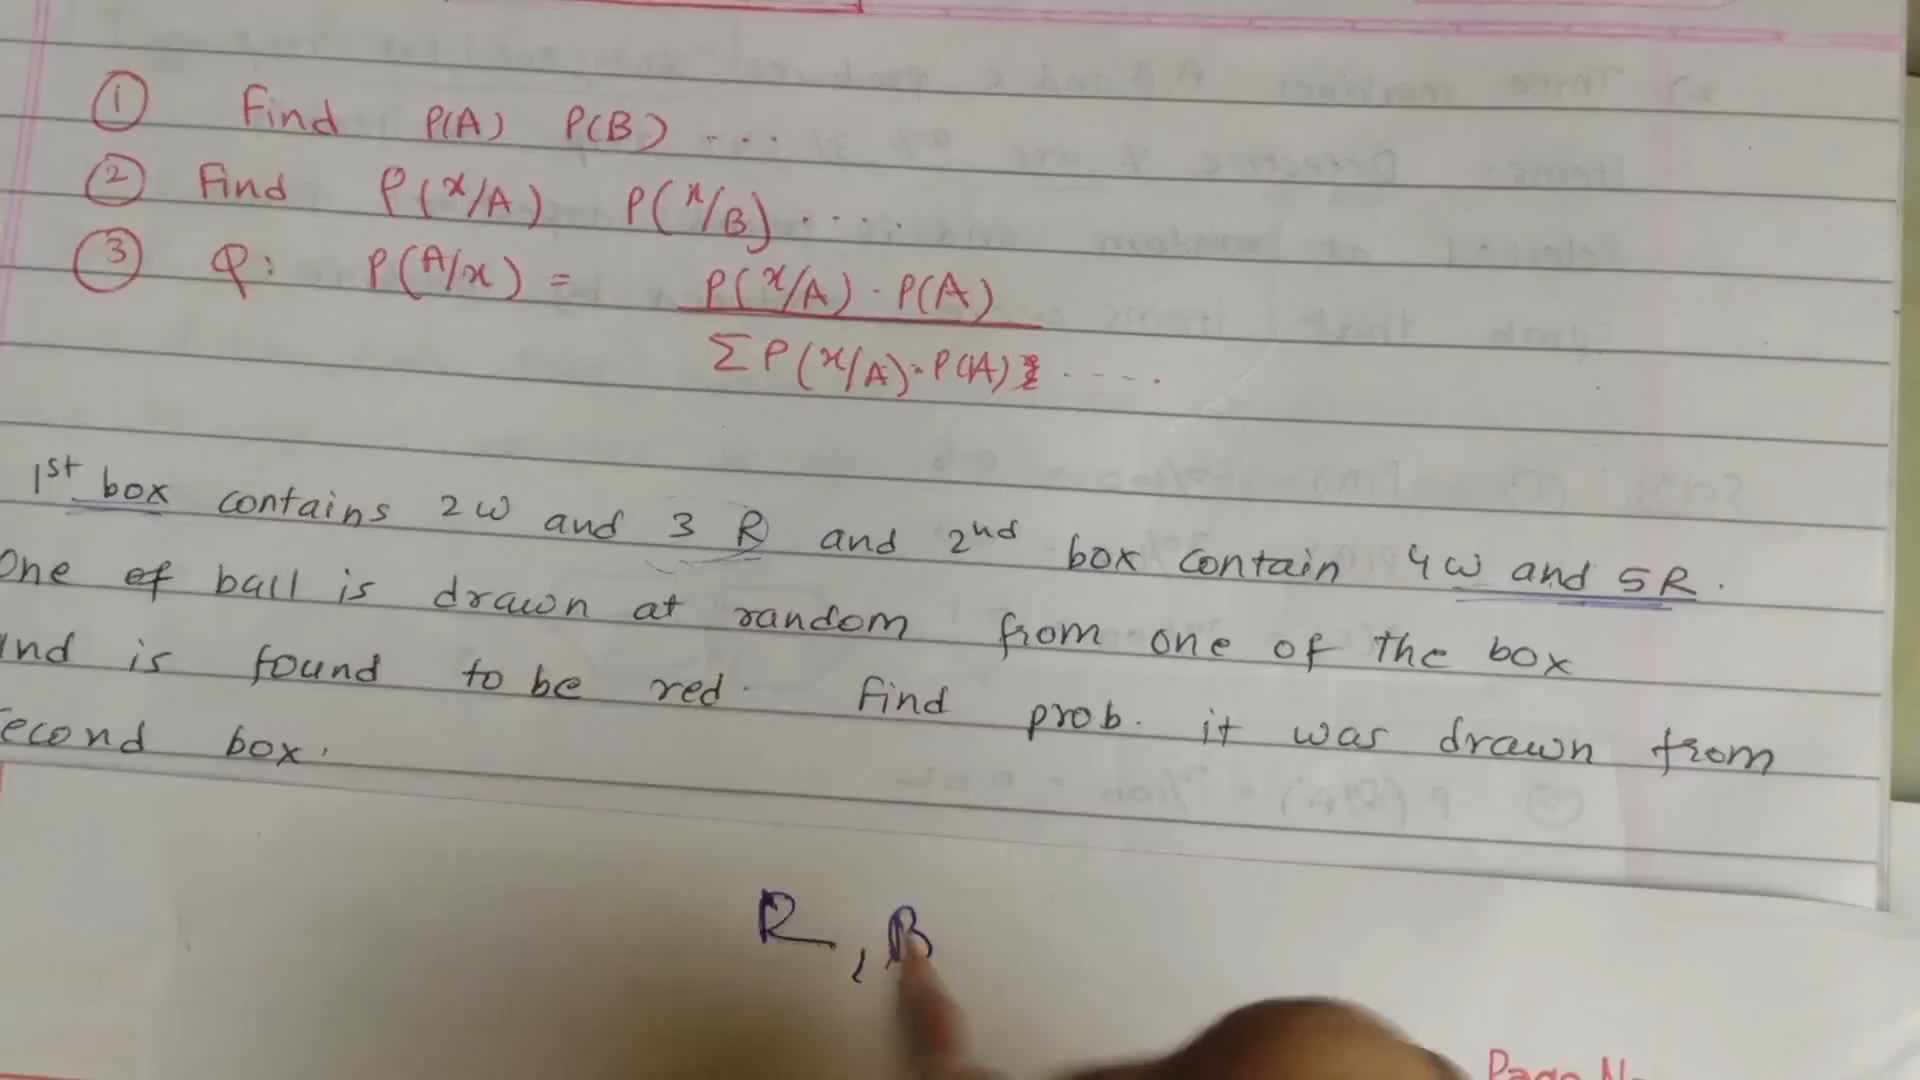 ① Find P(A) P(B) ...
② Find P(x/A) P(x/B) .....
③ Q: P(A/x) = P(x/A) · P(A)
Σ P(x/A) · P(A) ....
1st box contains 2W and 3 R and 2nd box contain 4W and 5R.
One of ball is drawn at random from one of the box
and is found to be red. Find prob. it was drawn from
second box.
R, B
Page No